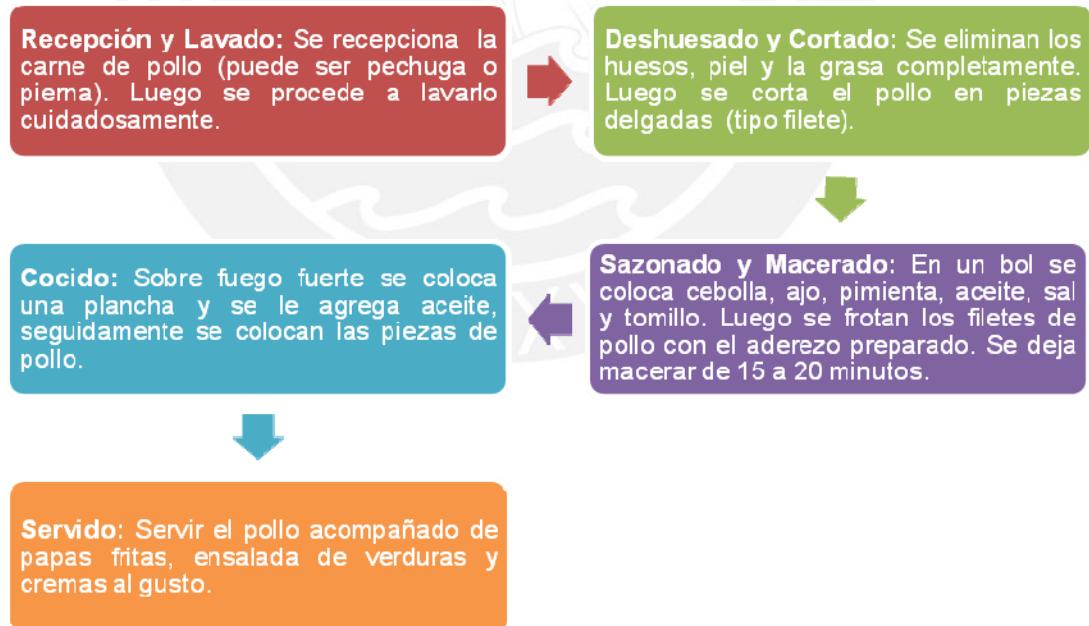 Recepción y Lavado: Se recepciona la
carne de pollo (puede ser pechuga o
pierna). Luego se procede a lavarlo
cuidadosamente.
Deshuesado y Cortado: Se eliminan los
huesos, piel y la grasa completamente.
Luego se corta el pollo en piezas
delgadas (tipo filete).
Sazonado y Macerado: En un bol se
coloca cebolla, ajo, pimienta, aceite, sal
y tomillo. Luego se frotan los filetes de
pollo con el aderezo preparado. Se deja
macerar de 15 a 20 minutos.
Cocido: Sobre fuego fuerte se coloca
una plancha y se le agrega aceite,
seguidamente se colocan las piezas de
pollo.
Servido: Servir el pollo acompañado de
papas fritas, ensalada de verduras y
cremas al gusto.